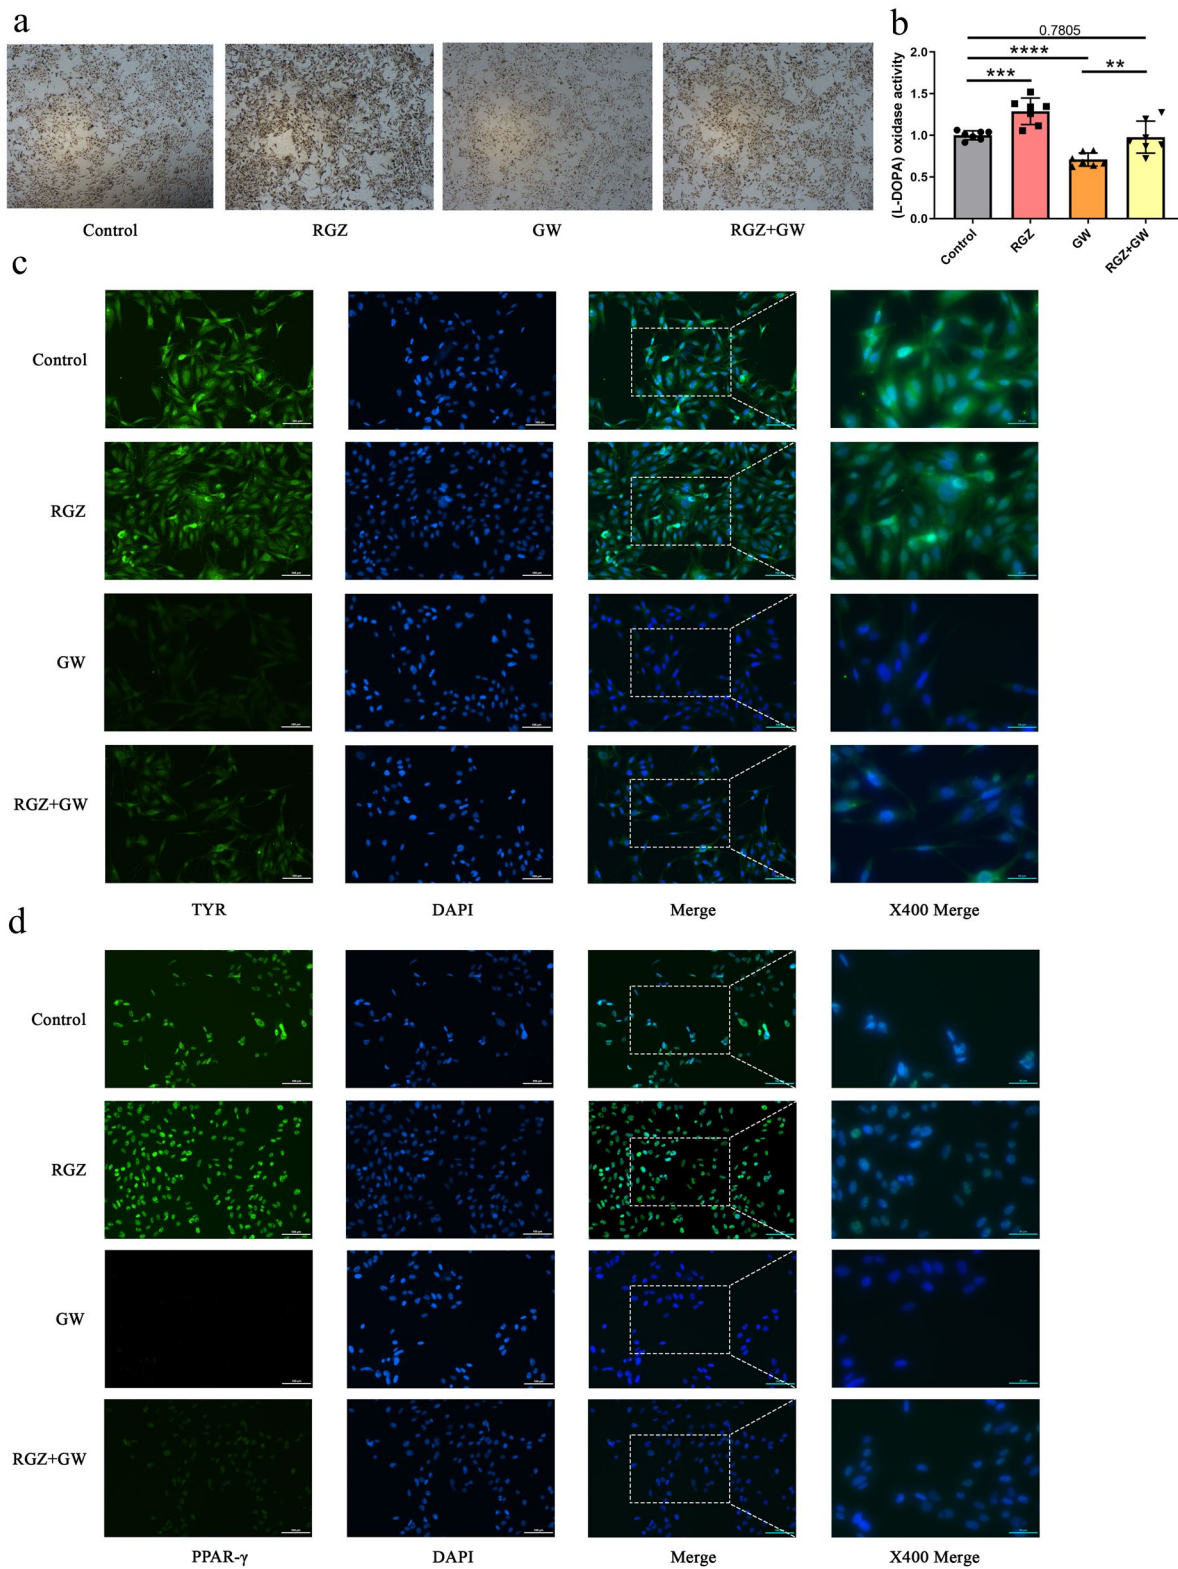 a
Control
RGZ
GW
RGZ+GW
b
0.7805
****
**
***
(L-DOPA) oxidase activity
2.0
1.5
1.0
0.5
0.0
Control
RGZ
GW
RGZ+GW
c
Control
RGZ
GW
RGZ+GW
TYR
DAPI
Merge
X400 Merge
d
Control
RGZ
GW
RGZ+GW
PPAR-γ
DAPI
Merge
X400 Merge